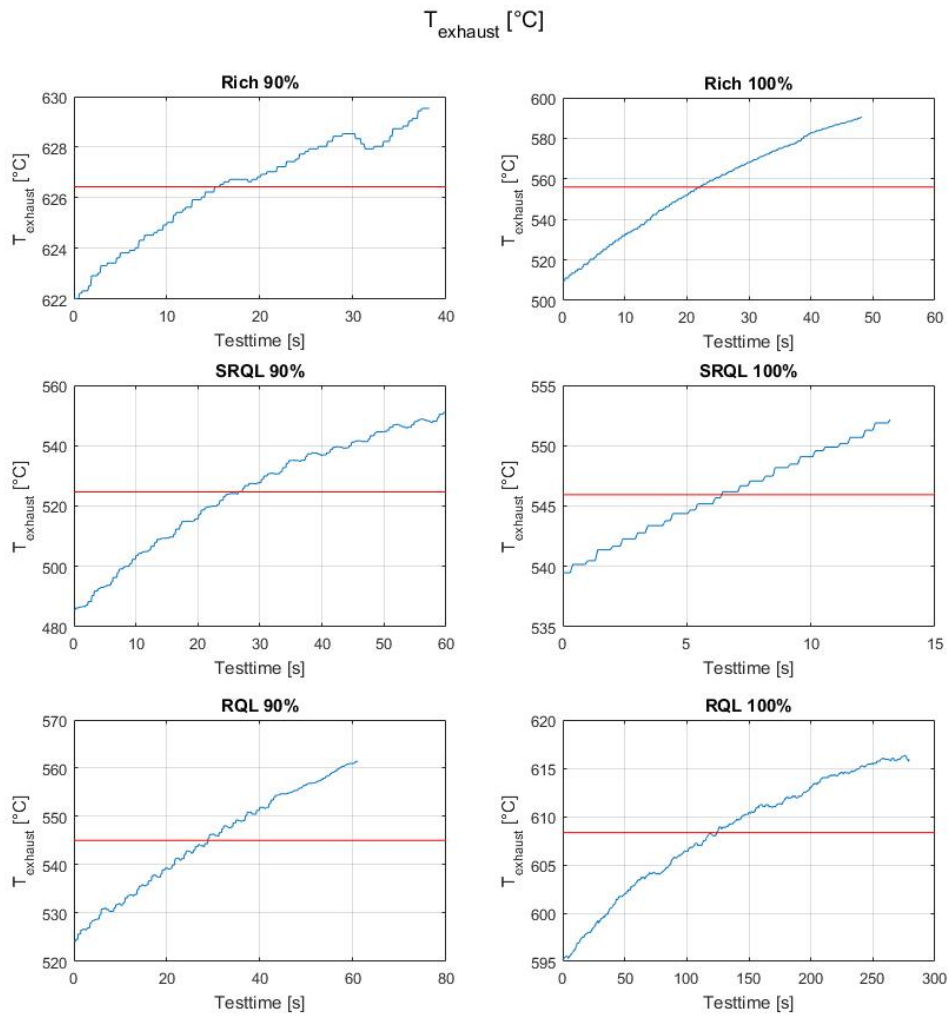 T_exhaust [°C]
Rich 90%
T_exhaust [°C]
630
628
626
624
622
0 10 20 30 40
Testtime [s]
Rich 100%
T_exhaust [°C]
600
580
560
540
520
500
0 10 20 30 40 50 60
Testtime [s]
SRQL 90%
T_exhaust [°C]
560
540
520
500
480
0 10 20 30 40 50 60
Testtime [s]
SRQL 100%
T_exhaust [°C]
555
550
545
540
535
0 5 10 15
Testtime [s]
RQL 90%
T_exhaust [°C]
570
560
550
540
530
520
0 20 40 60 80
Testtime [s]
RQL 100%
T_exhaust [°C]
620
615
610
605
600
595
0 50 100 150 200 250 300
Testtime [s]